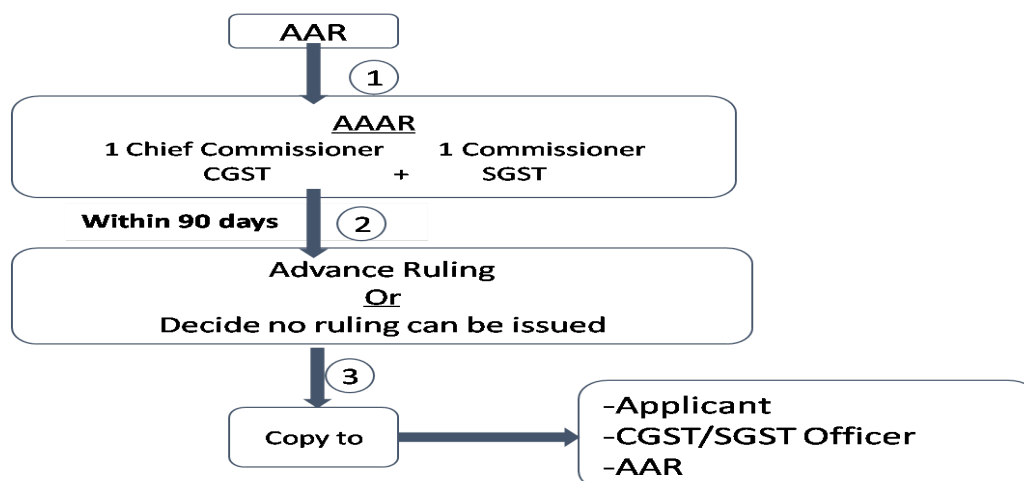 AAR
1
AAAR
1 Chief Commissioner 1 Commissioner
CGST + SGST
Within 90 days
2
Advance Ruling
Or
Decide no ruling can be issued
3
Copy to
-Applicant
-CGST/SGST Officer
-AAR